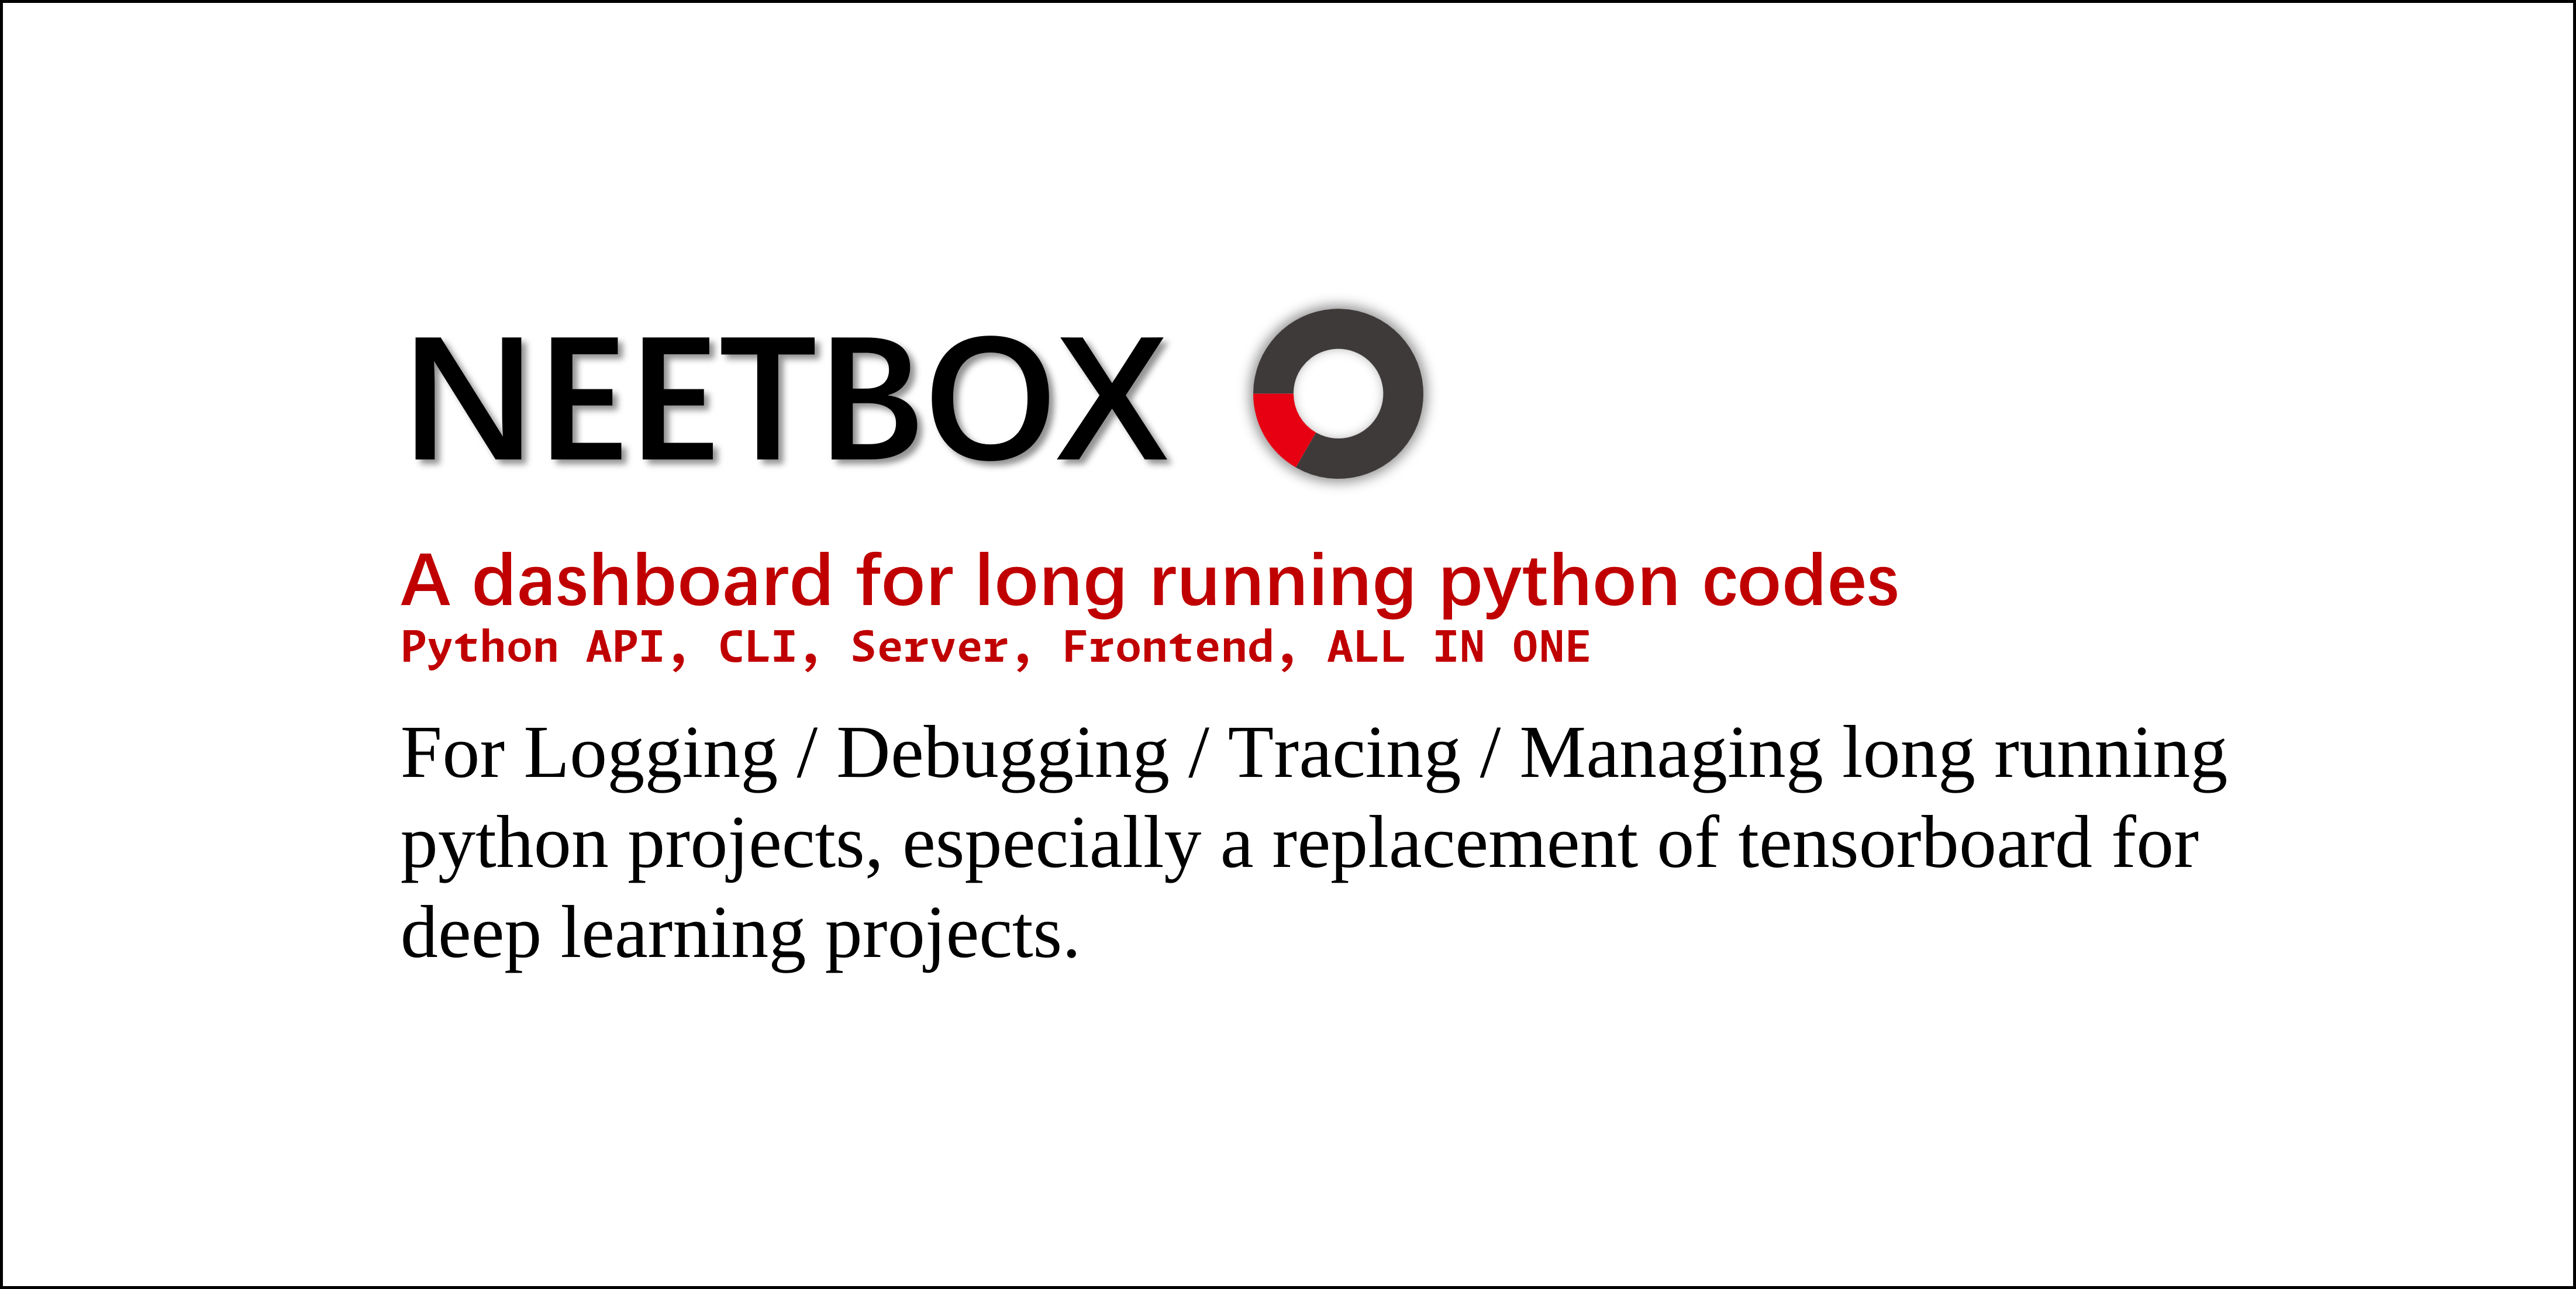 NEETBOX
A dashboard for long running python codes
Python API, CLI, Server, Frontend, ALL IN ONE
For Logging / Debugging / Tracing / Managing long running
python projects, especially a replacement of tensorboard for
deep learning projects.